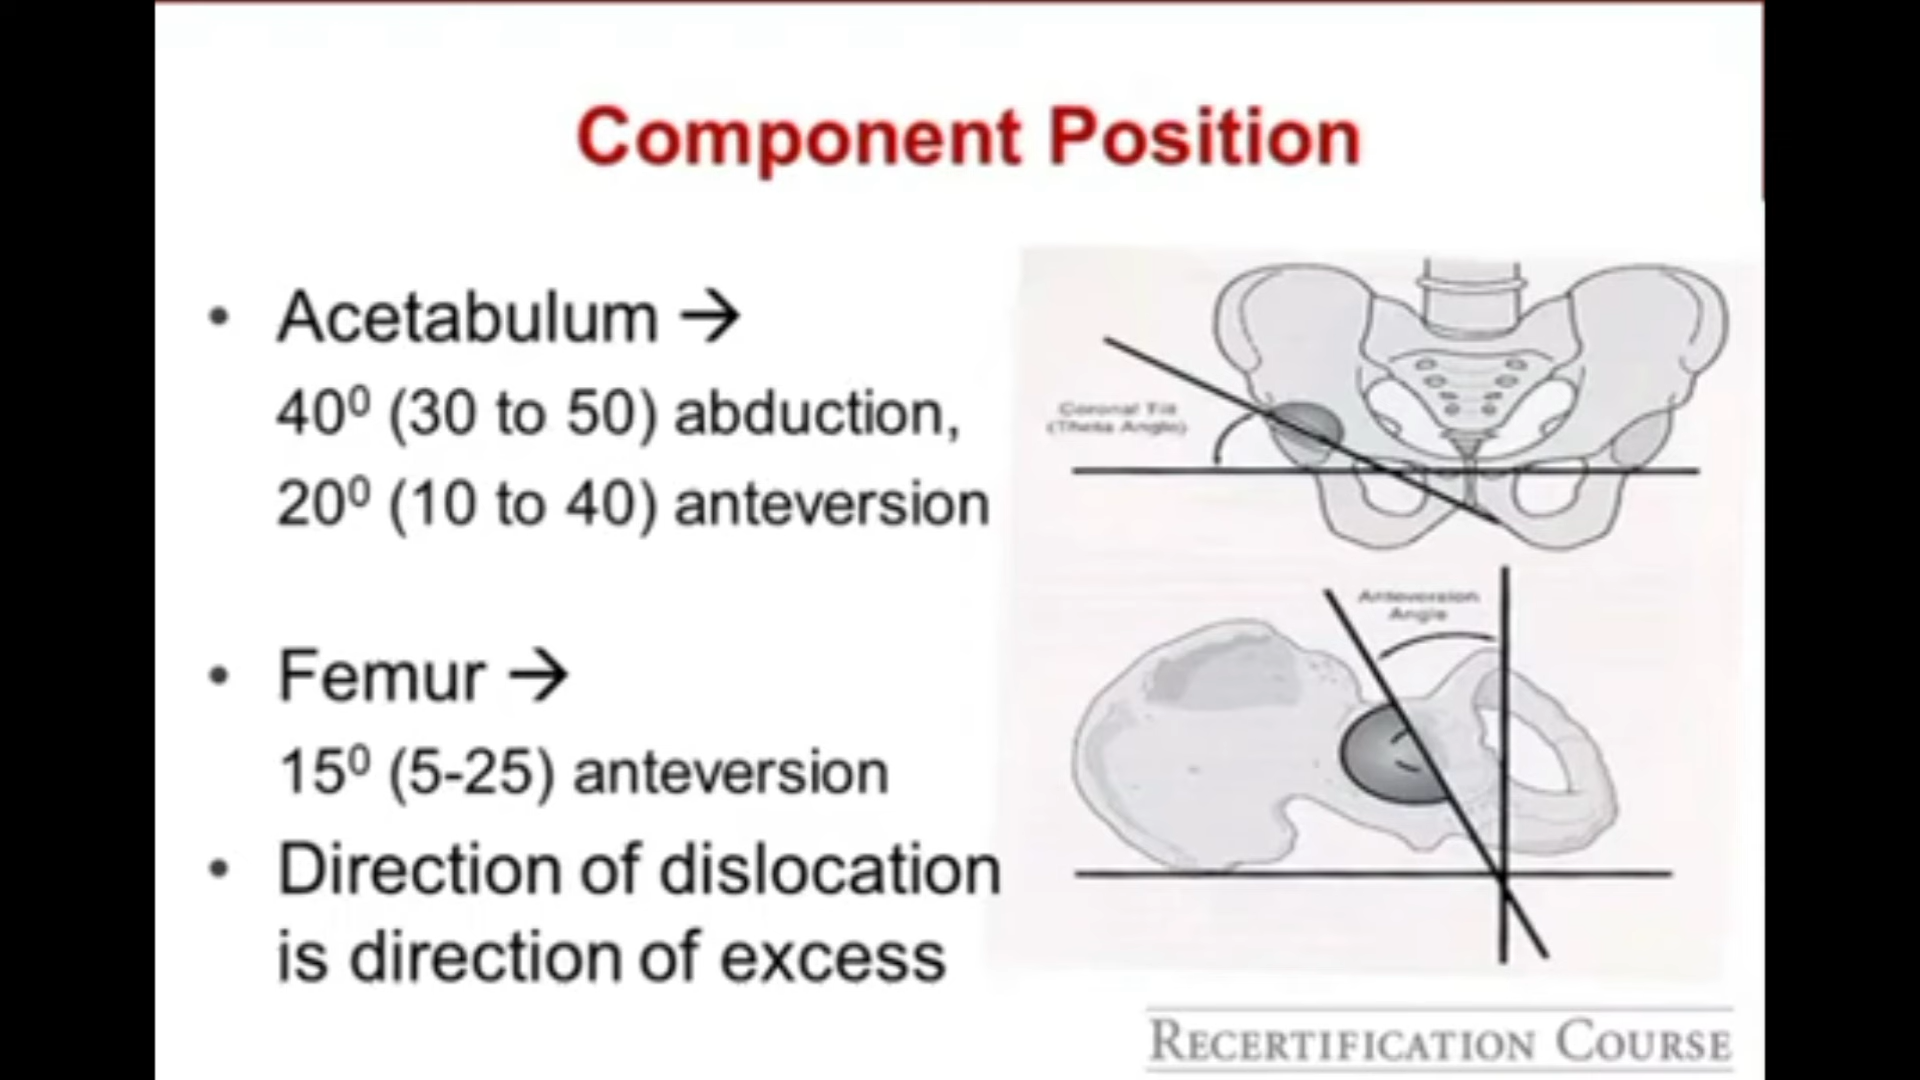 Component Position
• Acetabulum →
40⁰ (30 to 50) abduction,
20⁰ (10 to 40) anteversion
• Femur →
15⁰ (5-25) anteversion
• Direction of dislocation
is direction of excess
Coronal Tilt
(Theta Angle)
Anteversion
Angle
RECERTIFICATION COURSE